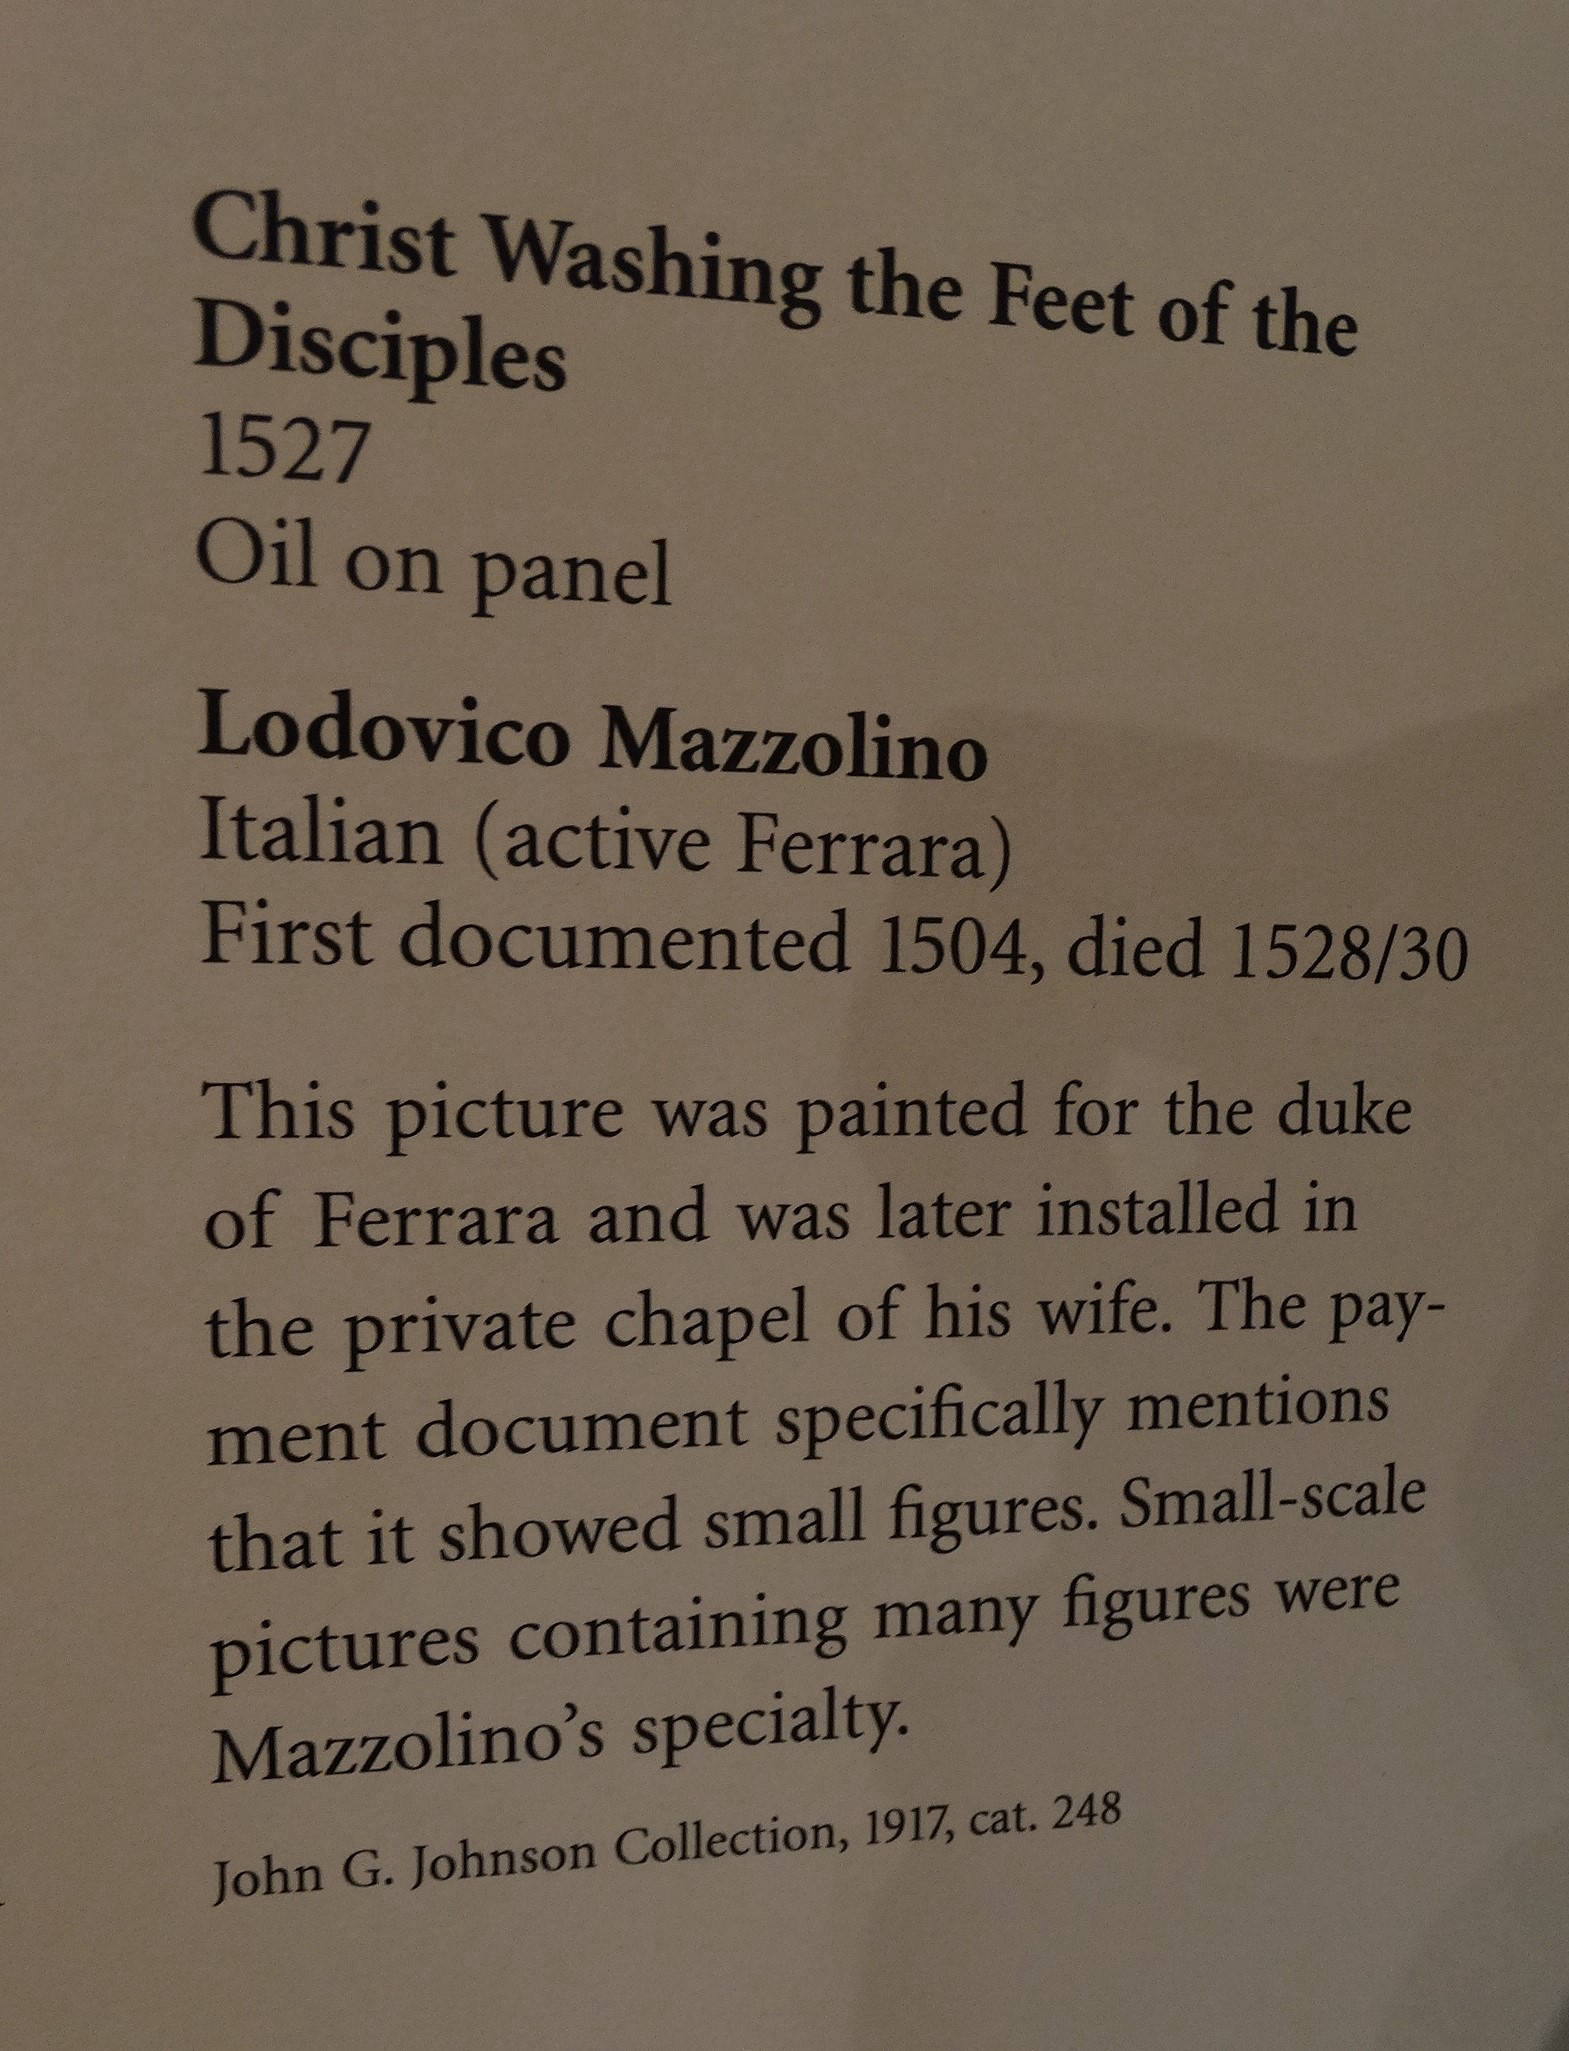 Christ Washing the Feet of the
Disciples
1527
Oil on panel
Lodovico Mazzolino
Italian (active Ferrara)
First documented 1504, died 1528/30
This picture was painted for the duke
of Ferrara and was later installed in
the private chapel of his wife. The pay-
ment document specifically mentions
that it showed small figures. Small-scale
pictures containing many figures were
Mazzolino’s specialty.
John G. Johnson Collection, 1917, cat. 248